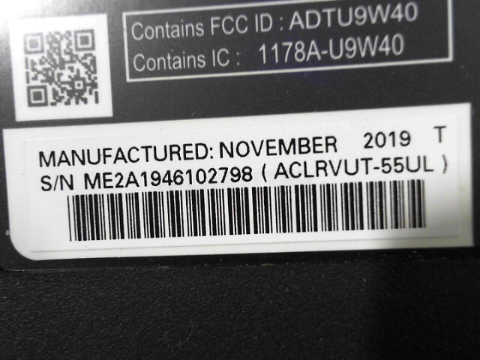 Contains FCC ID : ADTU9W40
Contains IC : 1178A-U9W40
MANUFACTURED: NOVEMBER 2019 T
S/N ME2A1946102798 ( ACLRVUT-55UL )